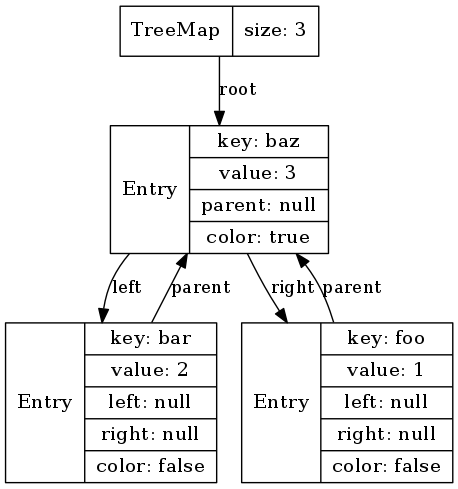 TreeMap size: 3
root
Entry
key: baz
value: 3
parent: null
color: true
left
parent
right
parent
Entry
key: bar
value: 2
left: null
right: null
color: false
Entry
key: foo
value: 1
left: null
right: null
color: false